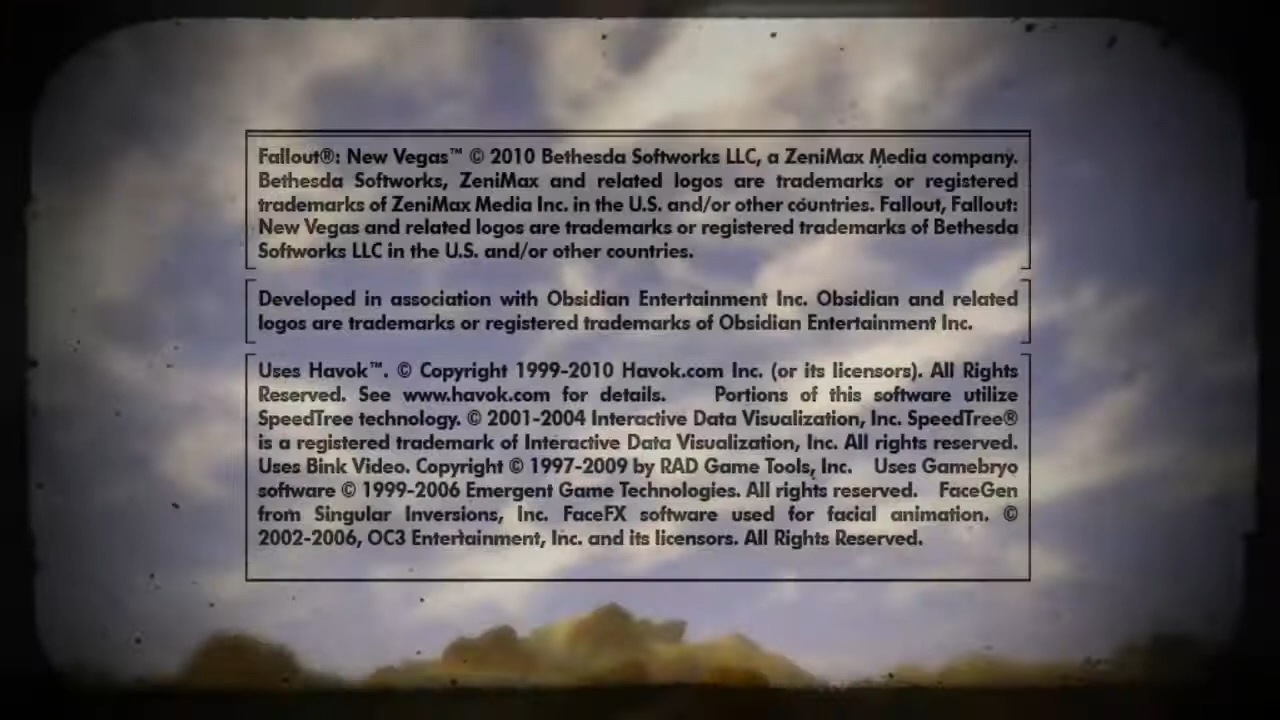 Fallout®: New Vegas™ © 2010 Bethesda Softworks LLC, a ZeniMax Media company.
Bethesda Softworks, ZeniMax and related logos are trademarks or registered
trademarks of ZeniMax Media Inc. in the U.S. and/or other countries. Fallout, Fallout:
New Vegas and related logos are trademarks or registered trademarks of Bethesda
Softworks LLC in the U.S. and/or other countries.
Developed in association with Obsidian Entertainment Inc. Obsidian and related
logos are trademarks or registered trademarks of Obsidian Entertainment Inc.
Uses Havok™. © Copyright 1999-2010 Havok.com Inc. (or its licensors). All Rights
Reserved. See www.havok.com for details. Portions of this software utilize
SpeedTree technology. © 2001-2004 Interactive Data Visualization, Inc. SpeedTree®
is a registered trademark of Interactive Data Visualization, Inc. All rights reserved.
Uses Bink Video. Copyright © 1997-2009 by RAD Game Tools, Inc. Uses Gamebryo
software © 1999-2006 Emergent Game Technologies. All rights reserved. FaceGen
from Singular Inversions, Inc. FaceFX software used for facial animation. ©
2002-2006, OC3 Entertainment, Inc. and its licensors. All Rights Reserved.